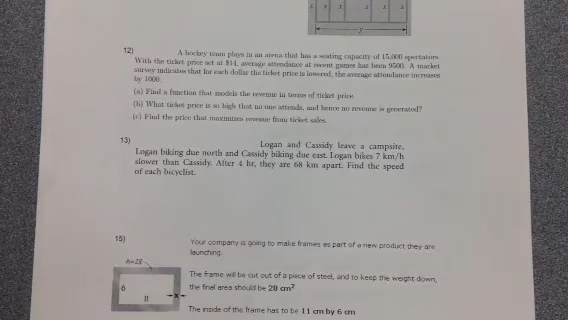 x x x x x
y
12) A hockey team plays in an arena that has a seating capacity of 15,000 spectators.
With the ticket price set at $14, average attendance at recent games has been 9500. A market
survey indicates that for each dollar the ticket price is lowered, the average attendance increases
by 1000.
(a) Find a function that models the revenue in terms of ticket price.
(b) What ticket price is so high that no one attends, and hence no revenue is generated?
(c) Find the price that maximizes revenue from ticket sales.
13) Logan and Cassidy leave a campsite,
Logan biking due north and Cassidy biking due east. Logan bikes 7 km/h
slower than Cassidy. After 4 hr, they are 68 km apart. Find the speed
of each bicyclist.
15) Your company is going to make frames as part of a new product they are
launching.
A=28
The frame will be cut out of a piece of steel, and to keep the weight down,
the final area should be 28 cm²
6
11
x
The inside of the frame has to be 11 cm by 6 cm